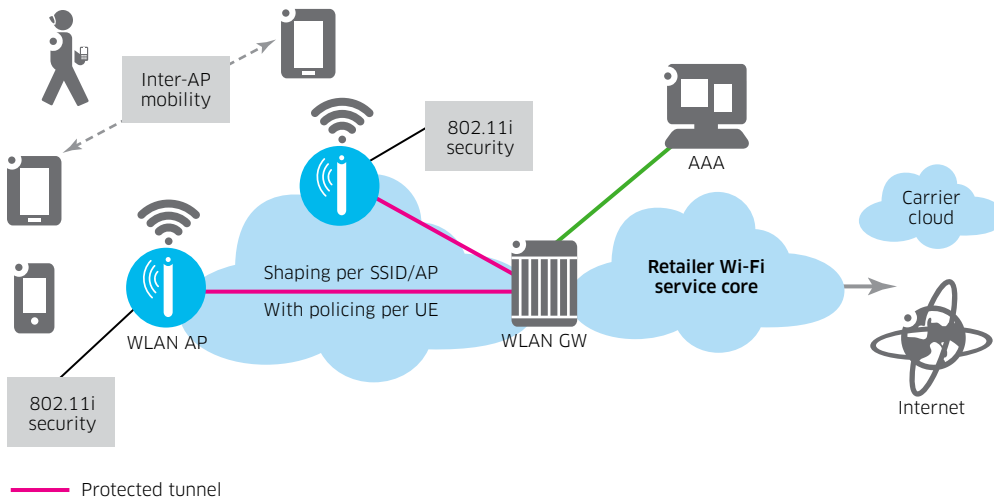 Inter-AP
mobility
802.11i
security
AAA
Carrier
cloud
Shaping per SSID/AP
With policing per UE
Retailer Wi-Fi
service core
WLAN AP
WLAN GW
802.11i
security
Internet
Protected tunnel